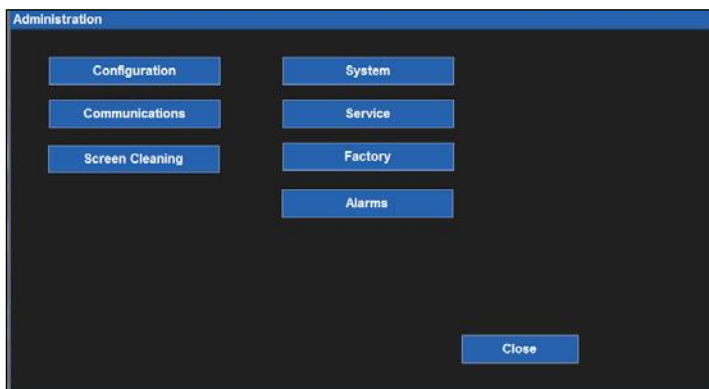 Administration
Configuration
System
Communications
Service
Screen Cleaning
Factory
Alarms
Close